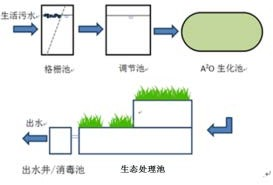 生活污水
格栅池
调节池
A²O 生化池
出水
出水井/消毒池
生态处理池